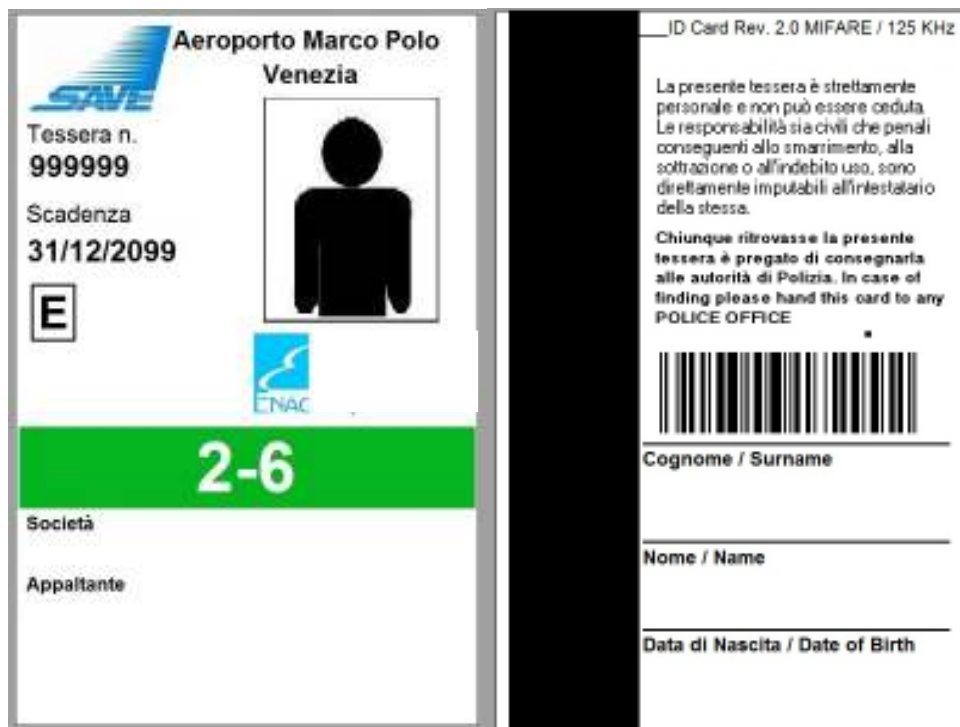 Aeroporto Marco Polo
Venezia
SAVE
Tessera n.
999999
Scadenza
31/12/2099
E
ENAC
2-6
Società
Appaltante
___ID Card Rev. 2.0 MIFARE / 125 KHz
La presente tessera è strettamente
personale e non può essere ceduta.
Le responsabilità sia civili che penali
conseguenti allo smarrimento, alla
sottrazione o all'indebito uso, sono
direttamente imputabili all'intestatario
della stessa.
Chiunque ritrovasse la presente
tessera è pregato di consegnarla
alle autorità di Polizia. In case of
finding please hand this card to any
POLICE OFFICE
Cognome / Surname
Nome / Name
Data di Nascita / Date of Birth